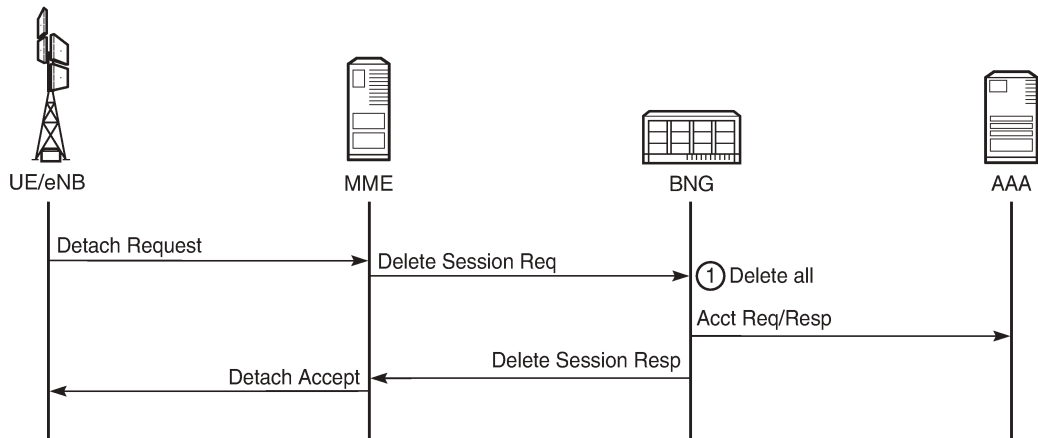 UE/eNB
MME
BNG
AAA
Detach Request
Delete Session Req
1 Delete all
Acct Req/Resp
Delete Session Resp
Detach Accept